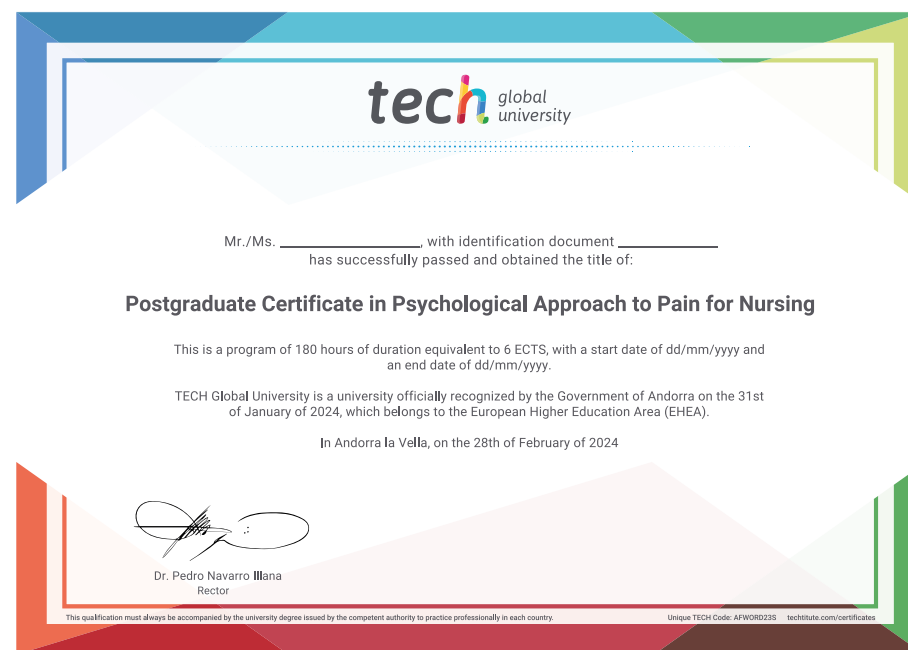 tech global university
Mr./Ms. ____________________, with identification document ______________
has successfully passed and obtained the title of:
Postgraduate Certificate in Psychological Approach to Pain for Nursing
This is a program of 180 hours of duration equivalent to 6 ECTS, with a start date of dd/mm/yyyy and
an end date of dd/mm/yyyy.
TECH Global University is a university officially recognized by the Government of Andorra on the 31st
of January of 2024, which belongs to the European Higher Education Area (EHEA).
In Andorra la Vella, on the 28th of February of 2024
Dr. Pedro Navarro Illana
Rector
This qualification must always be accompanied by the university degree issued by the competent authority to practice professionally in each country.
Unique TECH Code: AFWORD23S techtitute.com/certificates